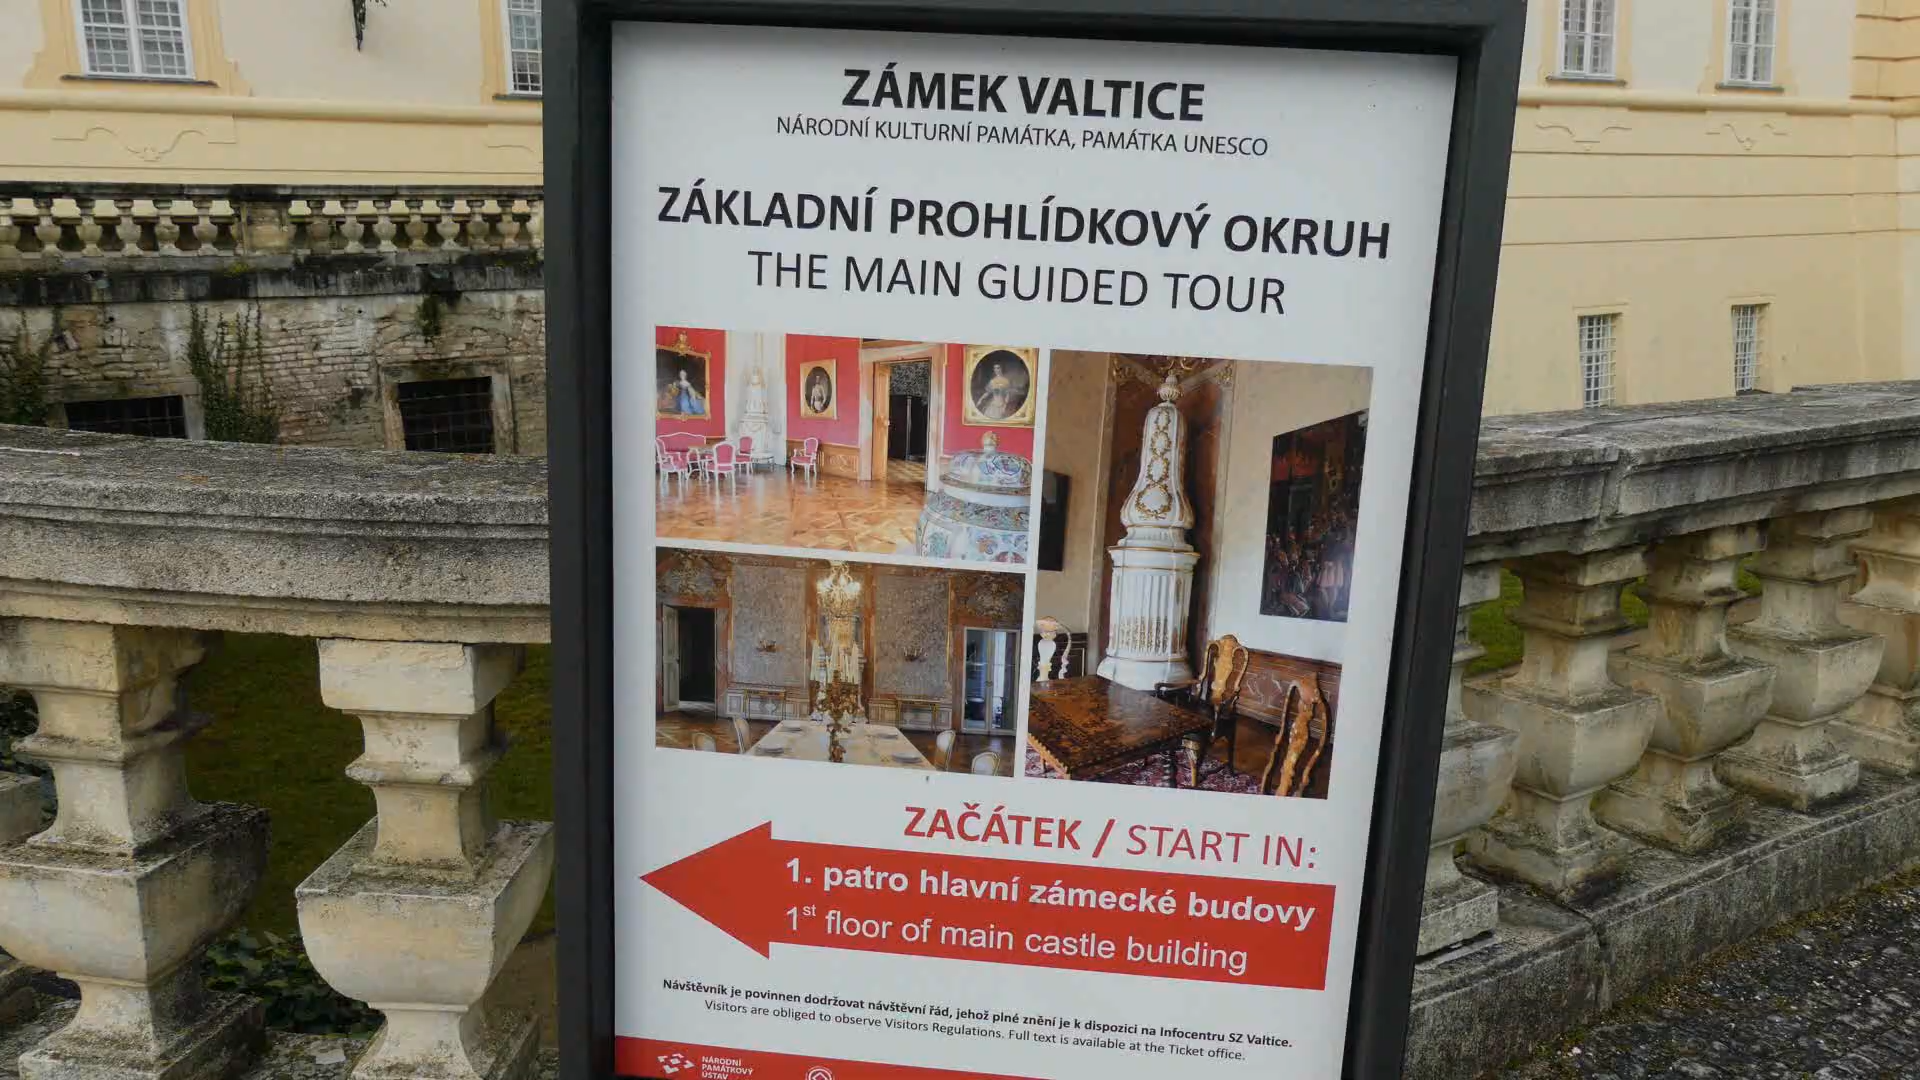 ZÁMEK VALTICE
NÁRODNÍ KULTURNÍ PAMÁTKA, PAMÁTKA UNESCO
ZÁKLADNÍ PROHLÍDKOVÝ OKRUH
THE MAIN GUIDED TOUR
ZAČÁTEK / START IN:
1. patro hlavní zámecké budovy
1st floor of main castle building
Návštěvník je povinnen dodržovat návštěvní řád, jehož plné znění je k dispozici na Infocentru SZ Valtice.
Visitors are obliged to observe Visitors Regulations. Full text is available at the Ticket office.
NÁRODNÍ
PAMÁTKOVÝ
ÚSTAV